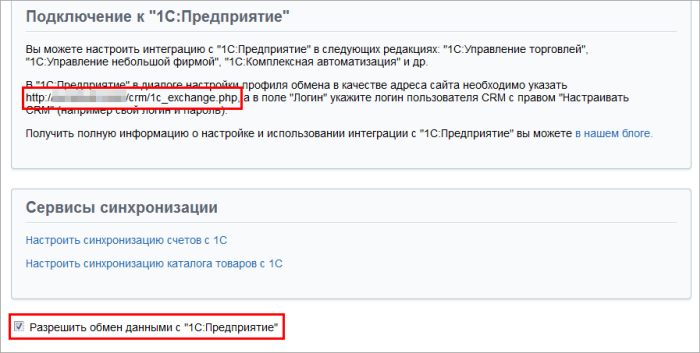 Подключение к "1С:Предприятие"
Вы можете настроить интеграцию с "1С:Предприятие" в следующих редакциях: "1С:Управление торговлей",
"1С:Управление небольшой фирмой", "1С:Комплексная автоматизация" и др.
В "1С:Предприятие" в диалоге настройки профиля обмена в качестве адреса сайта необходимо указать
http:/ /crm/1c_exchange.php, а в поле "Логин" укажите логин пользователя CRM с правом "Настраивать
CRM" (например свой логин и пароль).
Получить полную информацию о настройке и использовании интеграции с "1С:Предприятие" вы можете в нашем блоге.
Сервисы синхронизации
Настроить синхронизацию счетов с 1С
Настроить синхронизацию каталога товаров с 1С
Разрешить обмен данными с "1С:Предприятие"